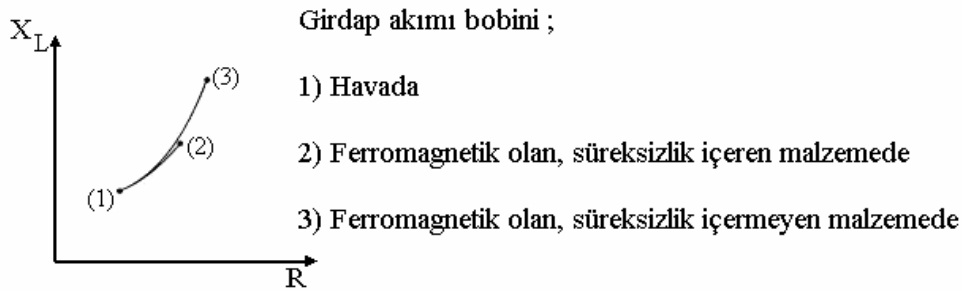 X_L
(3)
(2)
(1)
R
Girdap akımı bobini ;
1) Havada
2) Ferromagnetik olan, süreksizlik içeren malzemede
3) Ferromagnetik olan, süreksizlik içermeyen malzemede